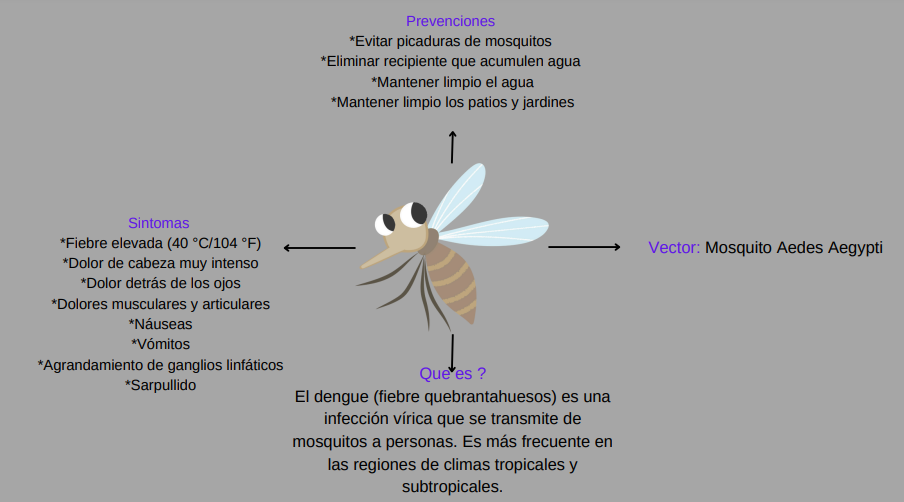 Prevenciones
*Evitar picaduras de mosquitos
*Eliminar recipiente que acumulen agua
*Mantener limpio el agua
*Mantener limpio los patios y jardines
Sintomas
*Fiebre elevada (40 °C/104 °F)
*Dolor de cabeza muy intenso
*Dolor detrás de los ojos
*Dolores musculares y articulares
*Náuseas
*Vómitos
*Agrandamiento de ganglios linfáticos
*Sarpullido
Vector: Mosquito Aedes Aegypti
Que es ?
El dengue (fiebre quebrantahuesos) es una
infección vírica que se transmite de
mosquitos a personas. Es más frecuente en
las regiones de climas tropicales y
subtropicales.